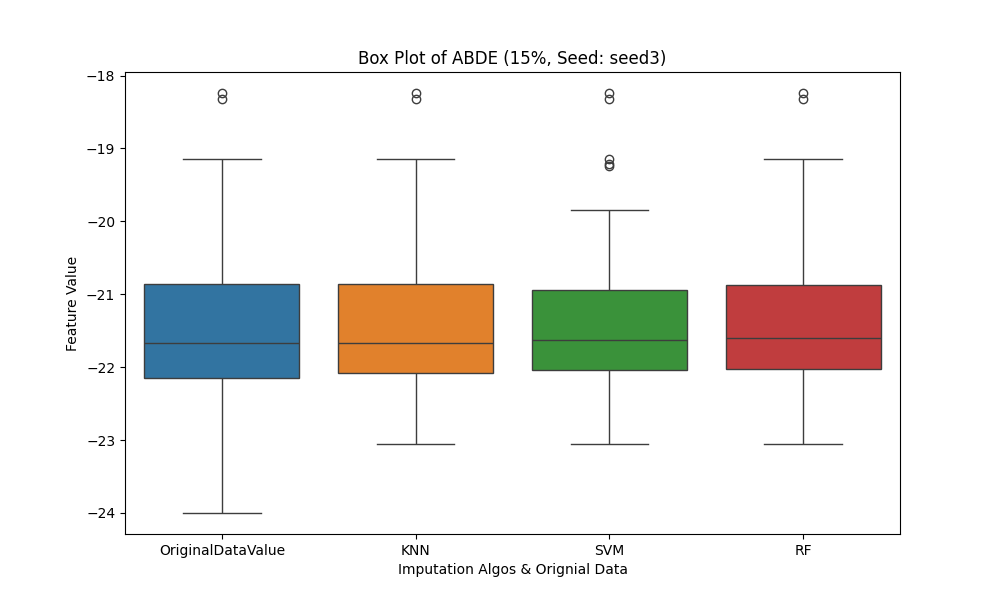 Box Plot of ABDE (15%, Seed: seed3)
−18
−19
−20
−21
−22
−23
−24
Feature Value
OriginalDataValue KNN SVM RF
Imputation Algos & Orignial Data